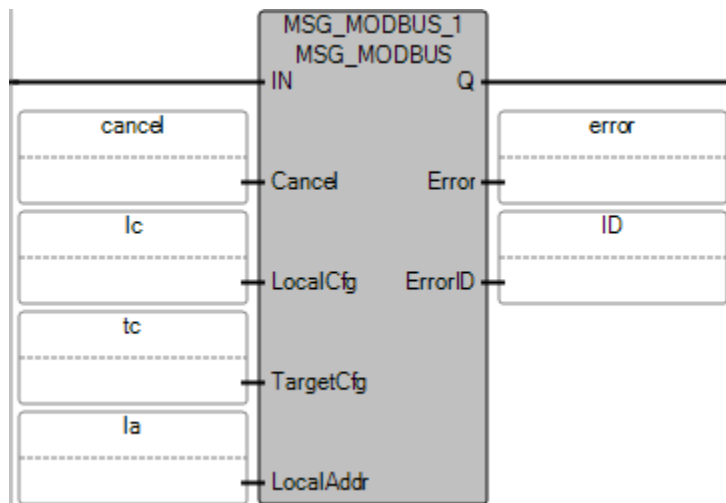 MSG_MODBUS_1
MSG_MODBUS
IN Q
cancel error
Cancel Error
lc ID
LocalCfg ErrorID
tc
TargetCfg
la
LocalAddr